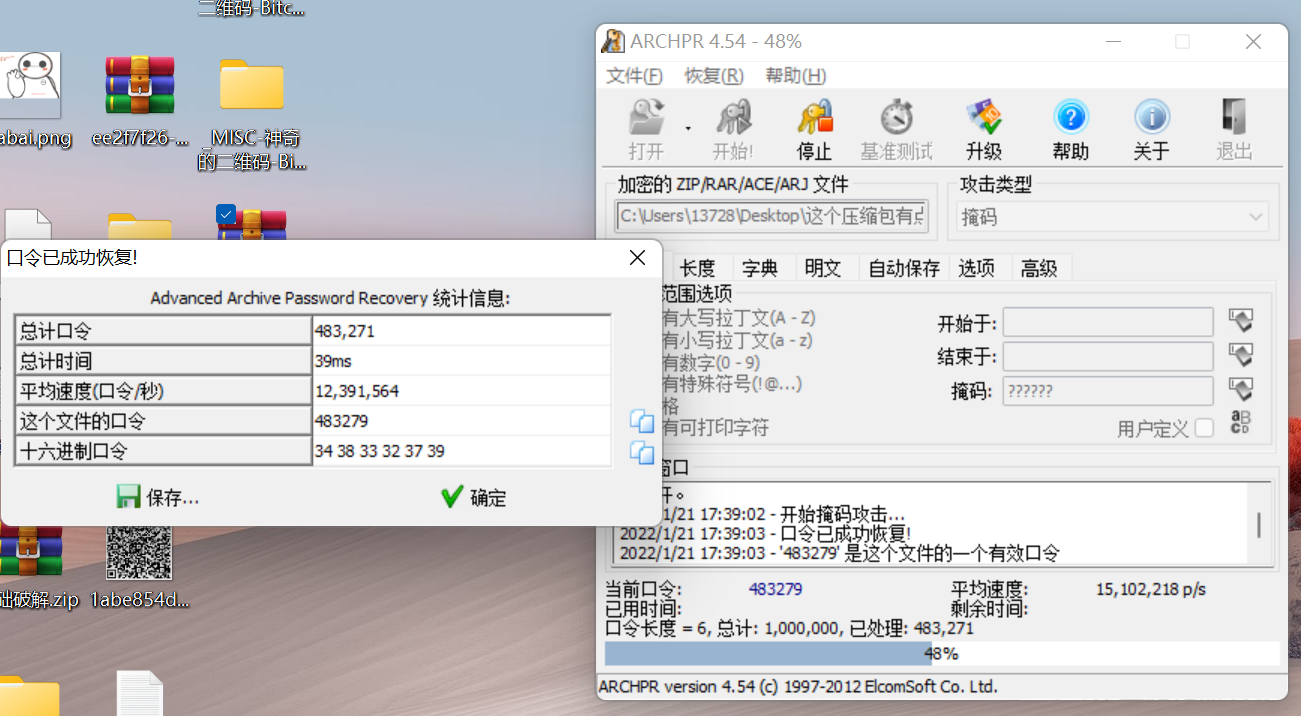 二维码-Bitc...
abai.png
ee2f7f26-...
_MISC-神奇
的二维码-Bi...
础破解.zip
1abe854d...
口令已成功恢复!
Advanced Archive Password Recovery 统计信息:
总计口令 483,271
总计时间 39ms
平均速度(口令/秒) 12,391,564
这个文件的口令 483279
十六进制口令 34 38 33 32 37 39
保存...
确定
ARCHPR 4.54 - 48%
文件(F) 恢复(R) 帮助(H)
打开 开始! 停止 基准测试 升级 帮助 关于 退出
加密的 ZIP/RAR/ACE/ARJ 文件
C:\Users\13728\Desktop\这个压缩包有点
攻击类型
掩码
长度 字典 明文 自动保存 选项 高级
范围选项
有大写拉丁文(A - Z)
有小写拉丁文(a - z)
有数字(0 - 9)
有特殊符号(!@...)
格
有可打印字符
开始于:
结束于:
掩码: ??????
用户定义
窗口
开。
1/21 17:39:02 - 开始掩码攻击...
2022/1/21 17:39:03 - 口令已成功恢复!
2022/1/21 17:39:03 - '483279' 是这个文件的一个有效口令
当前口令: 483279
平均速度: 15,102,218 p/s
已用时间:
剩余时间:
口令长度 = 6, 总计: 1,000,000, 已处理: 483,271
48%
ARCHPR version 4.54 (c) 1997-2012 ElcomSoft Co. Ltd.